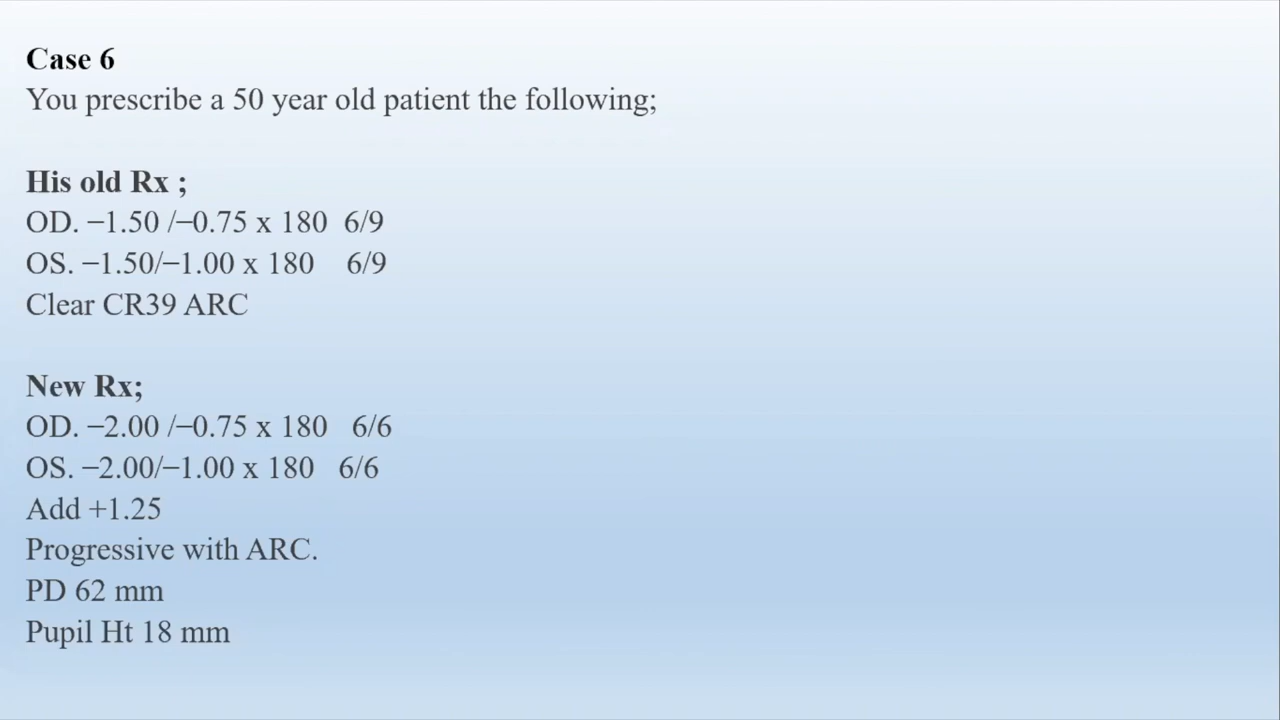 Case 6
You prescribe a 50 year old patient the following;
His old Rx ;
OD. −1.50 /−0.75 x 180 6/9
OS. −1.50/−1.00 x 180 6/9
Clear CR39 ARC
New Rx;
OD. −2.00 /−0.75 x 180 6/6
OS. −2.00/−1.00 x 180 6/6
Add +1.25
Progressive with ARC.
PD 62 mm
Pupil Ht 18 mm